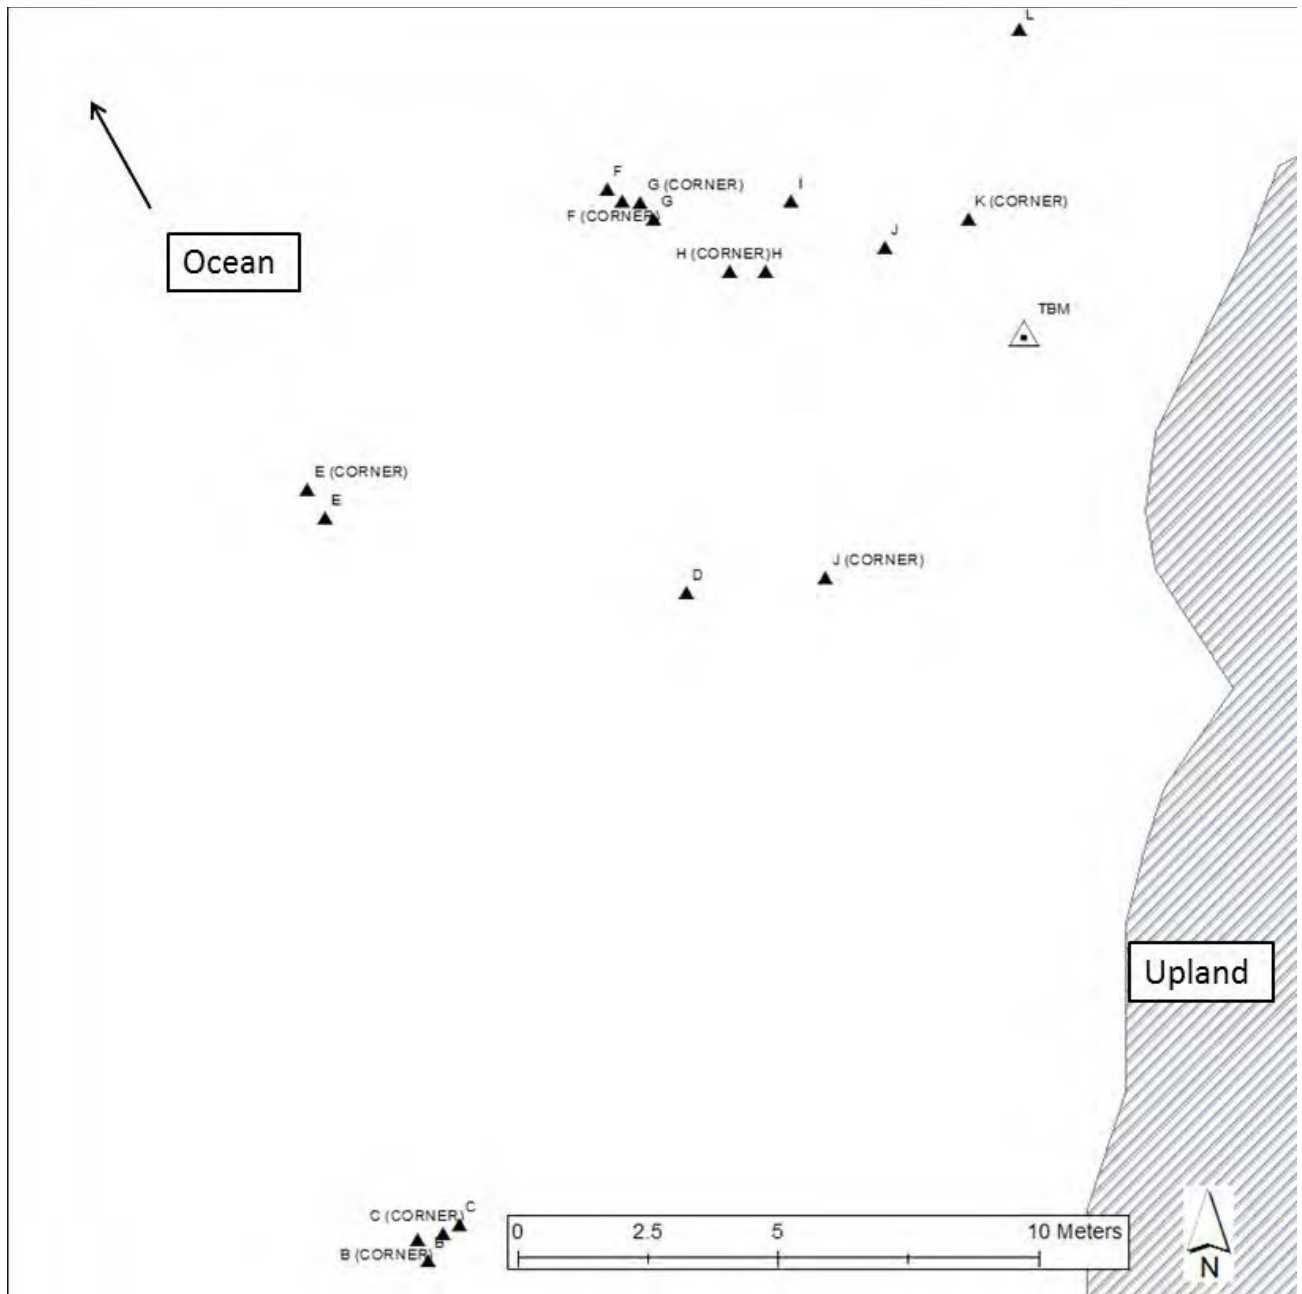 L
F
G (CORNER)
I
G
K (CORNER)
F (CORNER)
J
H (CORNER) H
Ocean
TBM
E (CORNER)
E
J (CORNER)
D
Upland
C
C (CORNER)
B
B (CORNER)
0 2.5 5 10 Meters
N